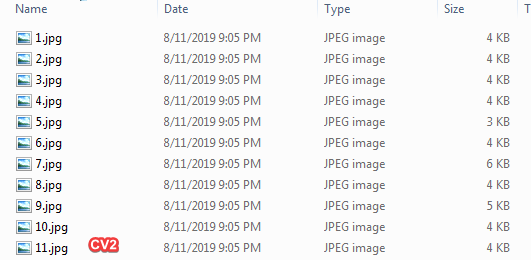 Name Date Type Size T
1.jpg 8/11/2019 9:05 PM JPEG image 4 KB
2.jpg 8/11/2019 9:05 PM JPEG image 4 KB
3.jpg 8/11/2019 9:05 PM JPEG image 4 KB
4.jpg 8/11/2019 9:05 PM JPEG image 4 KB
5.jpg 8/11/2019 9:05 PM JPEG image 3 KB
6.jpg 8/11/2019 9:05 PM JPEG image 4 KB
7.jpg 8/11/2019 9:05 PM JPEG image 6 KB
8.jpg 8/11/2019 9:05 PM JPEG image 4 KB
9.jpg 8/11/2019 9:05 PM JPEG image 5 KB
10.jpg 8/11/2019 9:05 PM JPEG image 4 KB
11.jpg CV2 8/11/2019 9:05 PM JPEG image 4 KB